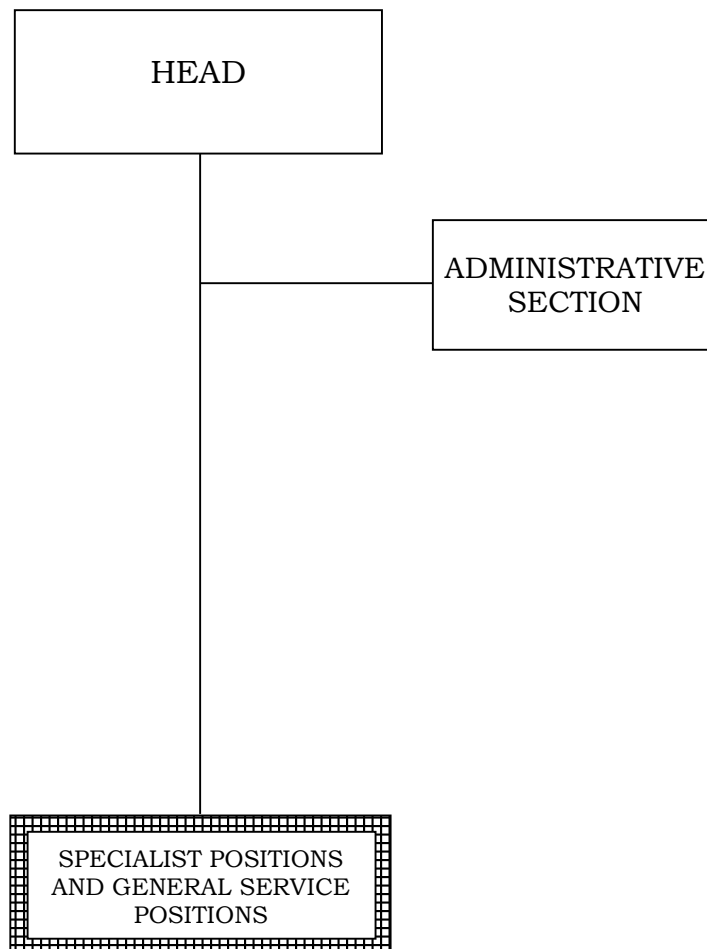 HEAD
ADMINISTRATIVE
SECTION
SPECIALIST POSITIONS
AND GENERAL SERVICE
POSITIONS